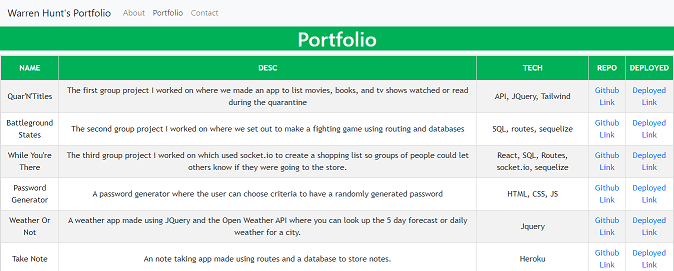 Warren Hunt's Portfolio About Portfolio Contact
Portfolio
NAME DESC TECH REPO DEPLOYED
Quar'N'Titles The first group project I worked on where we made an app to list movies, books, and tv shows watched or read during the quarantine API, JQuery, Tailwind Github Link Deployed Link
Battleground States The second group project I worked on where we set out to make a fighting game using routing and databases SQL, routes, sequelize Github Link Deployed Link
While You're There The third group project I worked on which used socket.io to create a shopping list so groups of people could let others know if they were going to the store. React, SQL, Routes, socket.io, sequelize Github Link Deployed Link
Password Generator A password generator where the user can choose criteria to have a randomly generated password HTML, CSS, JS Github Link Deployed Link
Weather Or Not A weather app made using JQuery and the Open Weather API where you can look up the 5 day forecast or daily weather for a city. Jquery Github Link Deployed Link
Take Note An note taking app made using routes and a database to store notes. Heroku Github Link Deployed Link